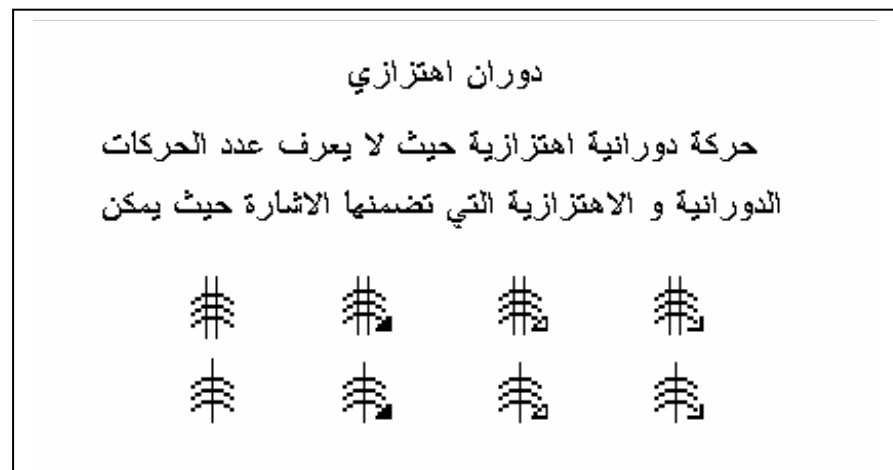 دوران اهتزازي
حركة دورانية اهتزازية حيث لا يعرف عدد الحركات
الدورانية و الاهتزازية التي تضمنها الاشارة حيث يمكن